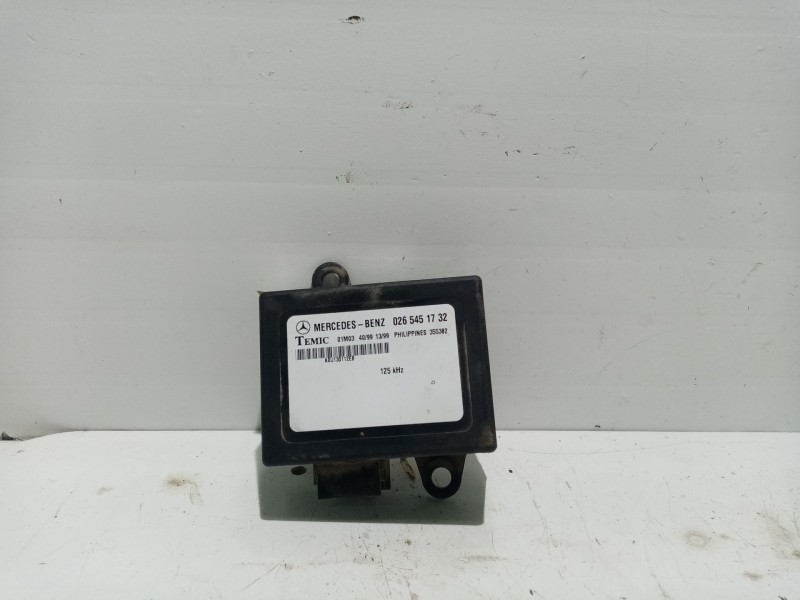 MERCEDES-BENZ 026 545 17 32
TEMIC 01M03 40/99 13/99 PHILIPPINES 355382
125 kHz